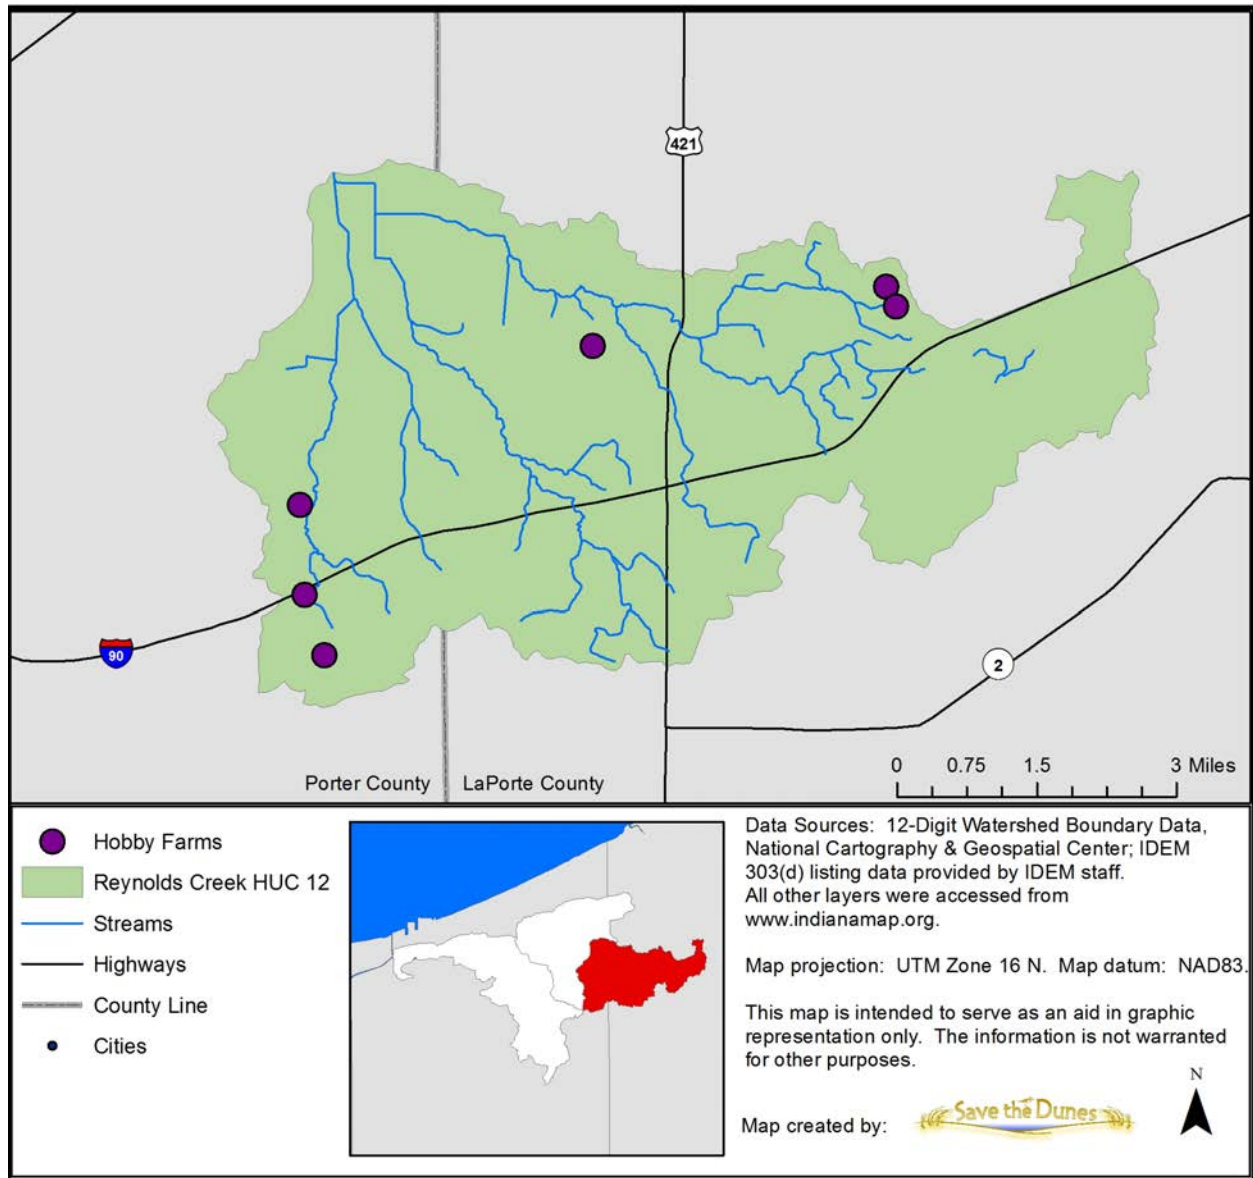 421
90
2
0 0.75 1.5 3 Miles
Porter County LaPorte County
Hobby Farms
Reynolds Creek HUC 12
Streams
Highways
County Line
Cities
Data Sources: 12-Digit Watershed Boundary Data,
National Cartography & Geospatial Center; IDEM
303(d) listing data provided by IDEM staff.
All other layers were accessed from
www.indianamap.org.
Map projection: UTM Zone 16 N. Map datum: NAD83.
This map is intended to serve as an aid in graphic
representation only. The information is not warranted
for other purposes.
N
Map created by:
Save the Dunes